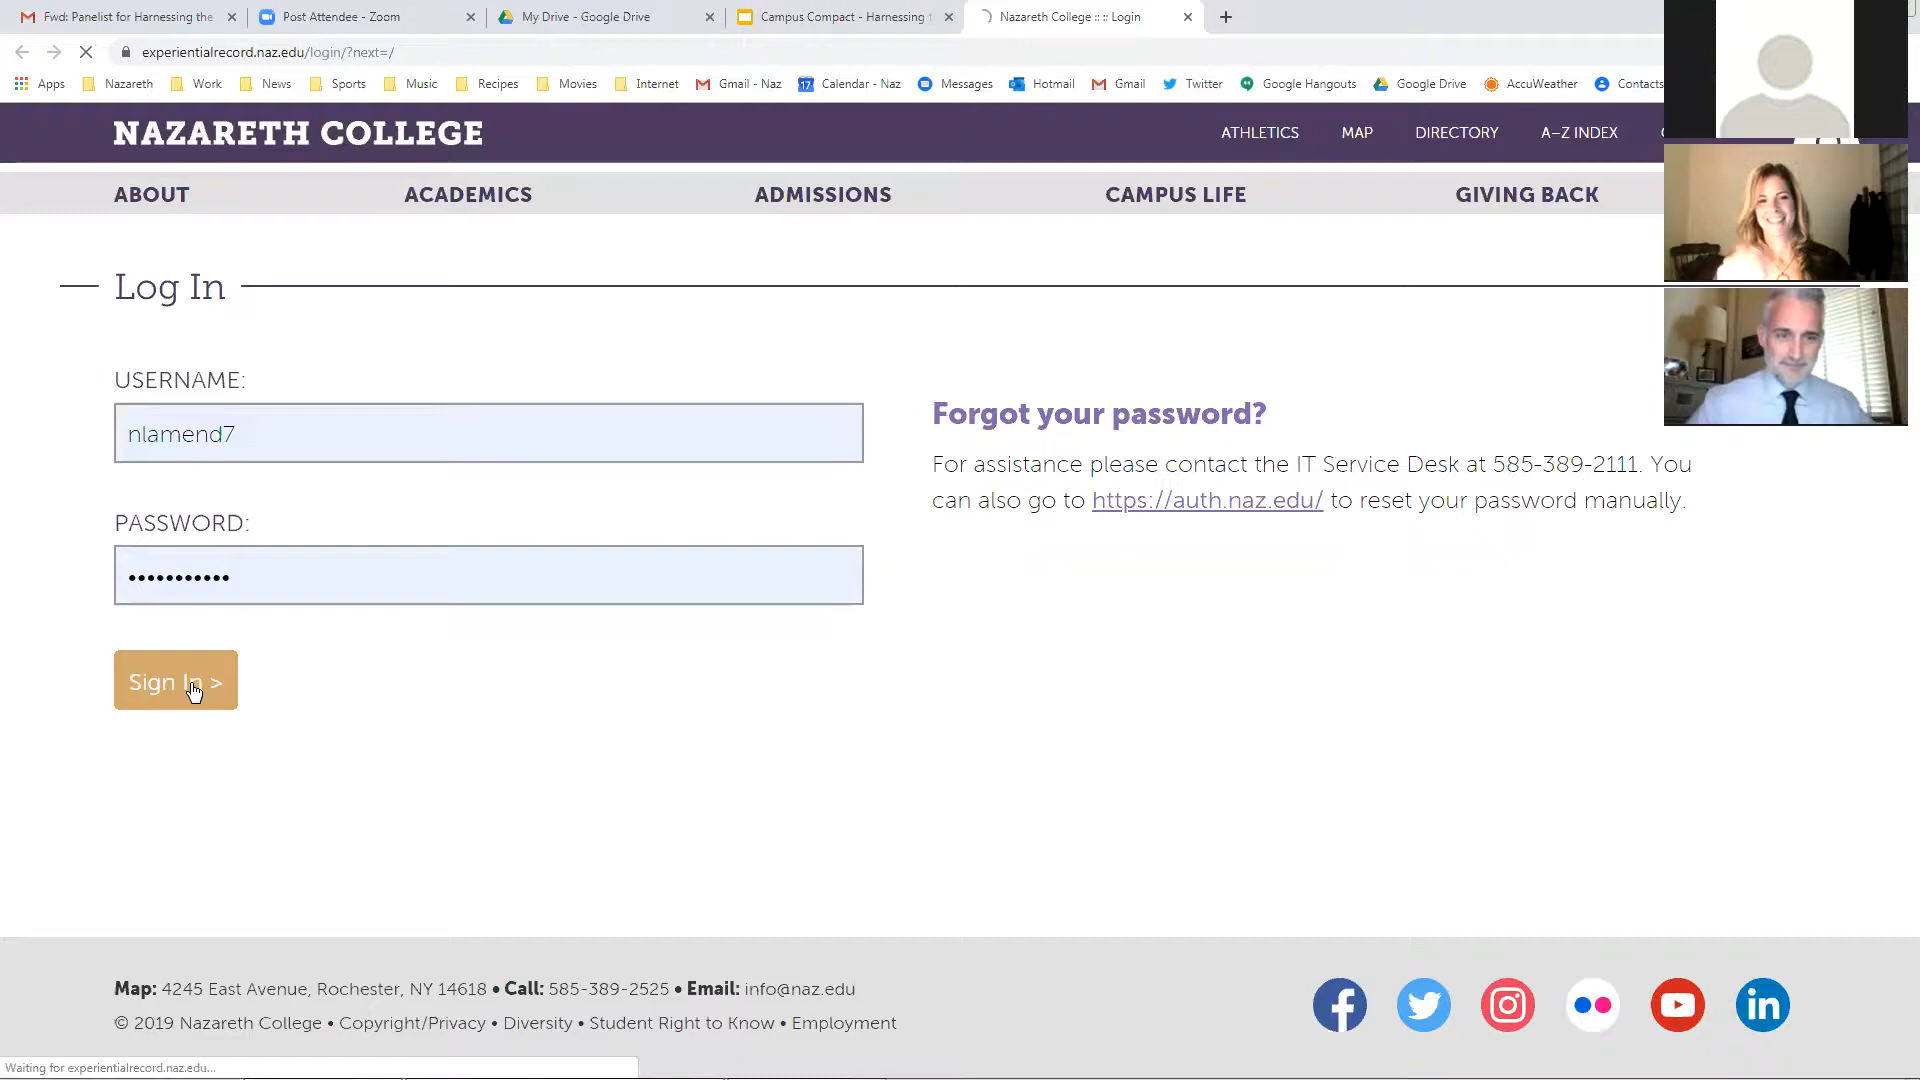 Fwd: Panelist for Harnessing the
Post Attendee - Zoom
My Drive - Google Drive
Campus Compact - Harnessing
Nazareth College :: :: Login
experientialrecord.naz.edu/login/?next=/
Apps
Nazareth
Work
News
Sports
Music
Recipes
Movies
Internet
Gmail - Naz
17
Calendar - Naz
Messages
Hotmail
Gmail
Twitter
Google Hangouts
Google Drive
AccuWeather
Contacts
NAZARETH COLLEGE
ATHLETICS
MAP
DIRECTORY
A–Z INDEX
ABOUT
ACADEMICS
ADMISSIONS
CAMPUS LIFE
GIVING BACK
Log In
USERNAME:
nlamend7
Forgot your password?
For assistance please contact the IT Service Desk at 585-389-2111. You
can also go to https://auth.naz.edu/ to reset your password manually.
PASSWORD:
•••••••••••
Sign In >
Map: 4245 East Avenue, Rochester, NY 14618 • Call: 585-389-2525 • Email: info@naz.edu
© 2019 Nazareth College • Copyright/Privacy • Diversity • Student Right to Know • Employment
Waiting for experientialrecord.naz.edu...